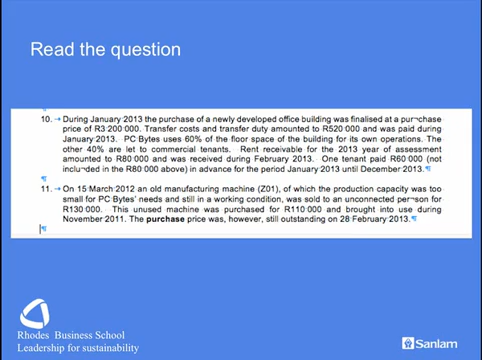 Read the question
10. → During January 2013 the purchase of a newly developed office building was finalised at a pur¬chase
price of R3 200 000. Transfer costs and transfer duty amounted to R520 000 and was paid during
January 2013. PC Bytes uses 60% of the floor space of the building for its own operations. The
other 40% are let to commercial tenants. Rent receivable for the 2013 year of assessment
amounted to R80 000 and was received during February 2013. One tenant paid R60 000 (not
inclu¬ded in the R80 000 above) in advance for the period January 2013 until December 2013.¶
11. → On 15 March 2012 an old manufacturing machine (Z01), of which the production capacity was too
small for PC Bytes' needs and still in a working condition, was sold to an unconnected per¬son for
R130 000. This unused machine was purchased for R110 000 and brought into use during
November 2011. The purchase price was, however, still outstanding on 28 February 2013.¶
¶
Rhodes Business School
Leadership for sustainability
Sanlam